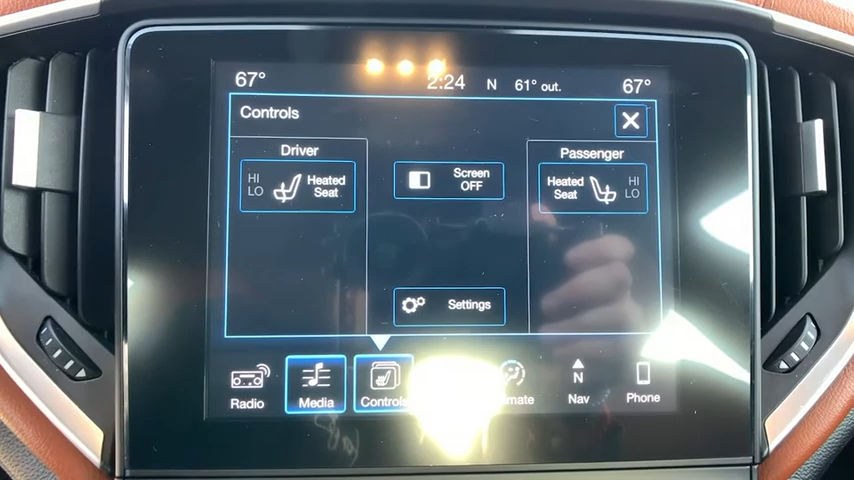 67° 2:24 N 61° out. 67°
Controls
Driver
HI
LO
Heated
Seat
Screen
OFF
Passenger
Heated
Seat
HI
LO
Settings
Radio
Media
Controls
N
Nav
Phone